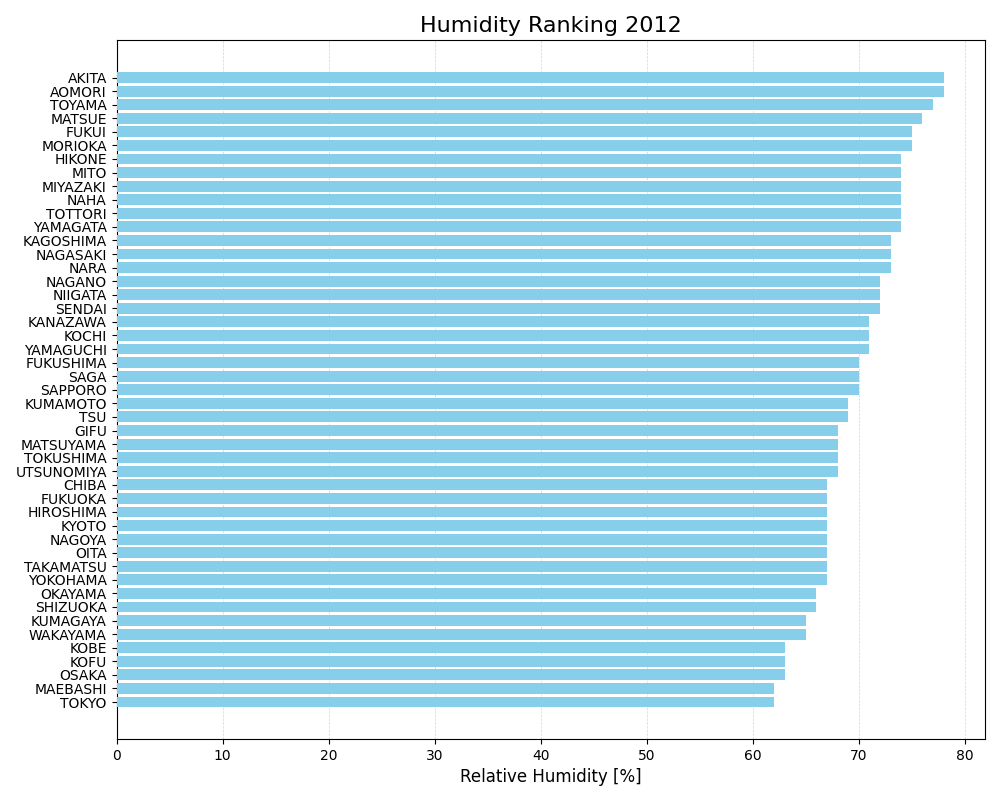 Humidity Ranking 2012
AKITA
AOMORI
TOYAMA
MATSUE
FUKUI
MORIOKA
HIKONE
MITO
MIYAZAKI
NAHA
TOTTORI
YAMAGATA
KAGOSHIMA
NAGASAKI
NARA
NAGANO
NIIGATA
SENDAI
KANAZAWA
KOCHI
YAMAGUCHI
FUKUSHIMA
SAGA
SAPPORO
KUMAMOTO
TSU
GIFU
MATSUYAMA
TOKUSHIMA
UTSUNOMIYA
CHIBA
FUKUOKA
HIROSHIMA
KYOTO
NAGOYA
OITA
TAKAMATSU
YOKOHAMA
OKAYAMA
SHIZUOKA
KUMAGAYA
WAKAYAMA
KOBE
KOFU
OSAKA
MAEBASHI
TOKYO
0 10 20 30 40 50 60 70 80
Relative Humidity [%]